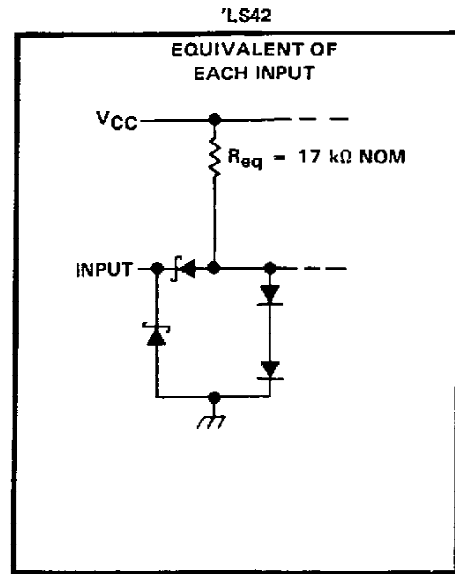 'LS42
EQUIVALENT OF
EACH INPUT
VCC
Req = 17 kΩ NOM
INPUT